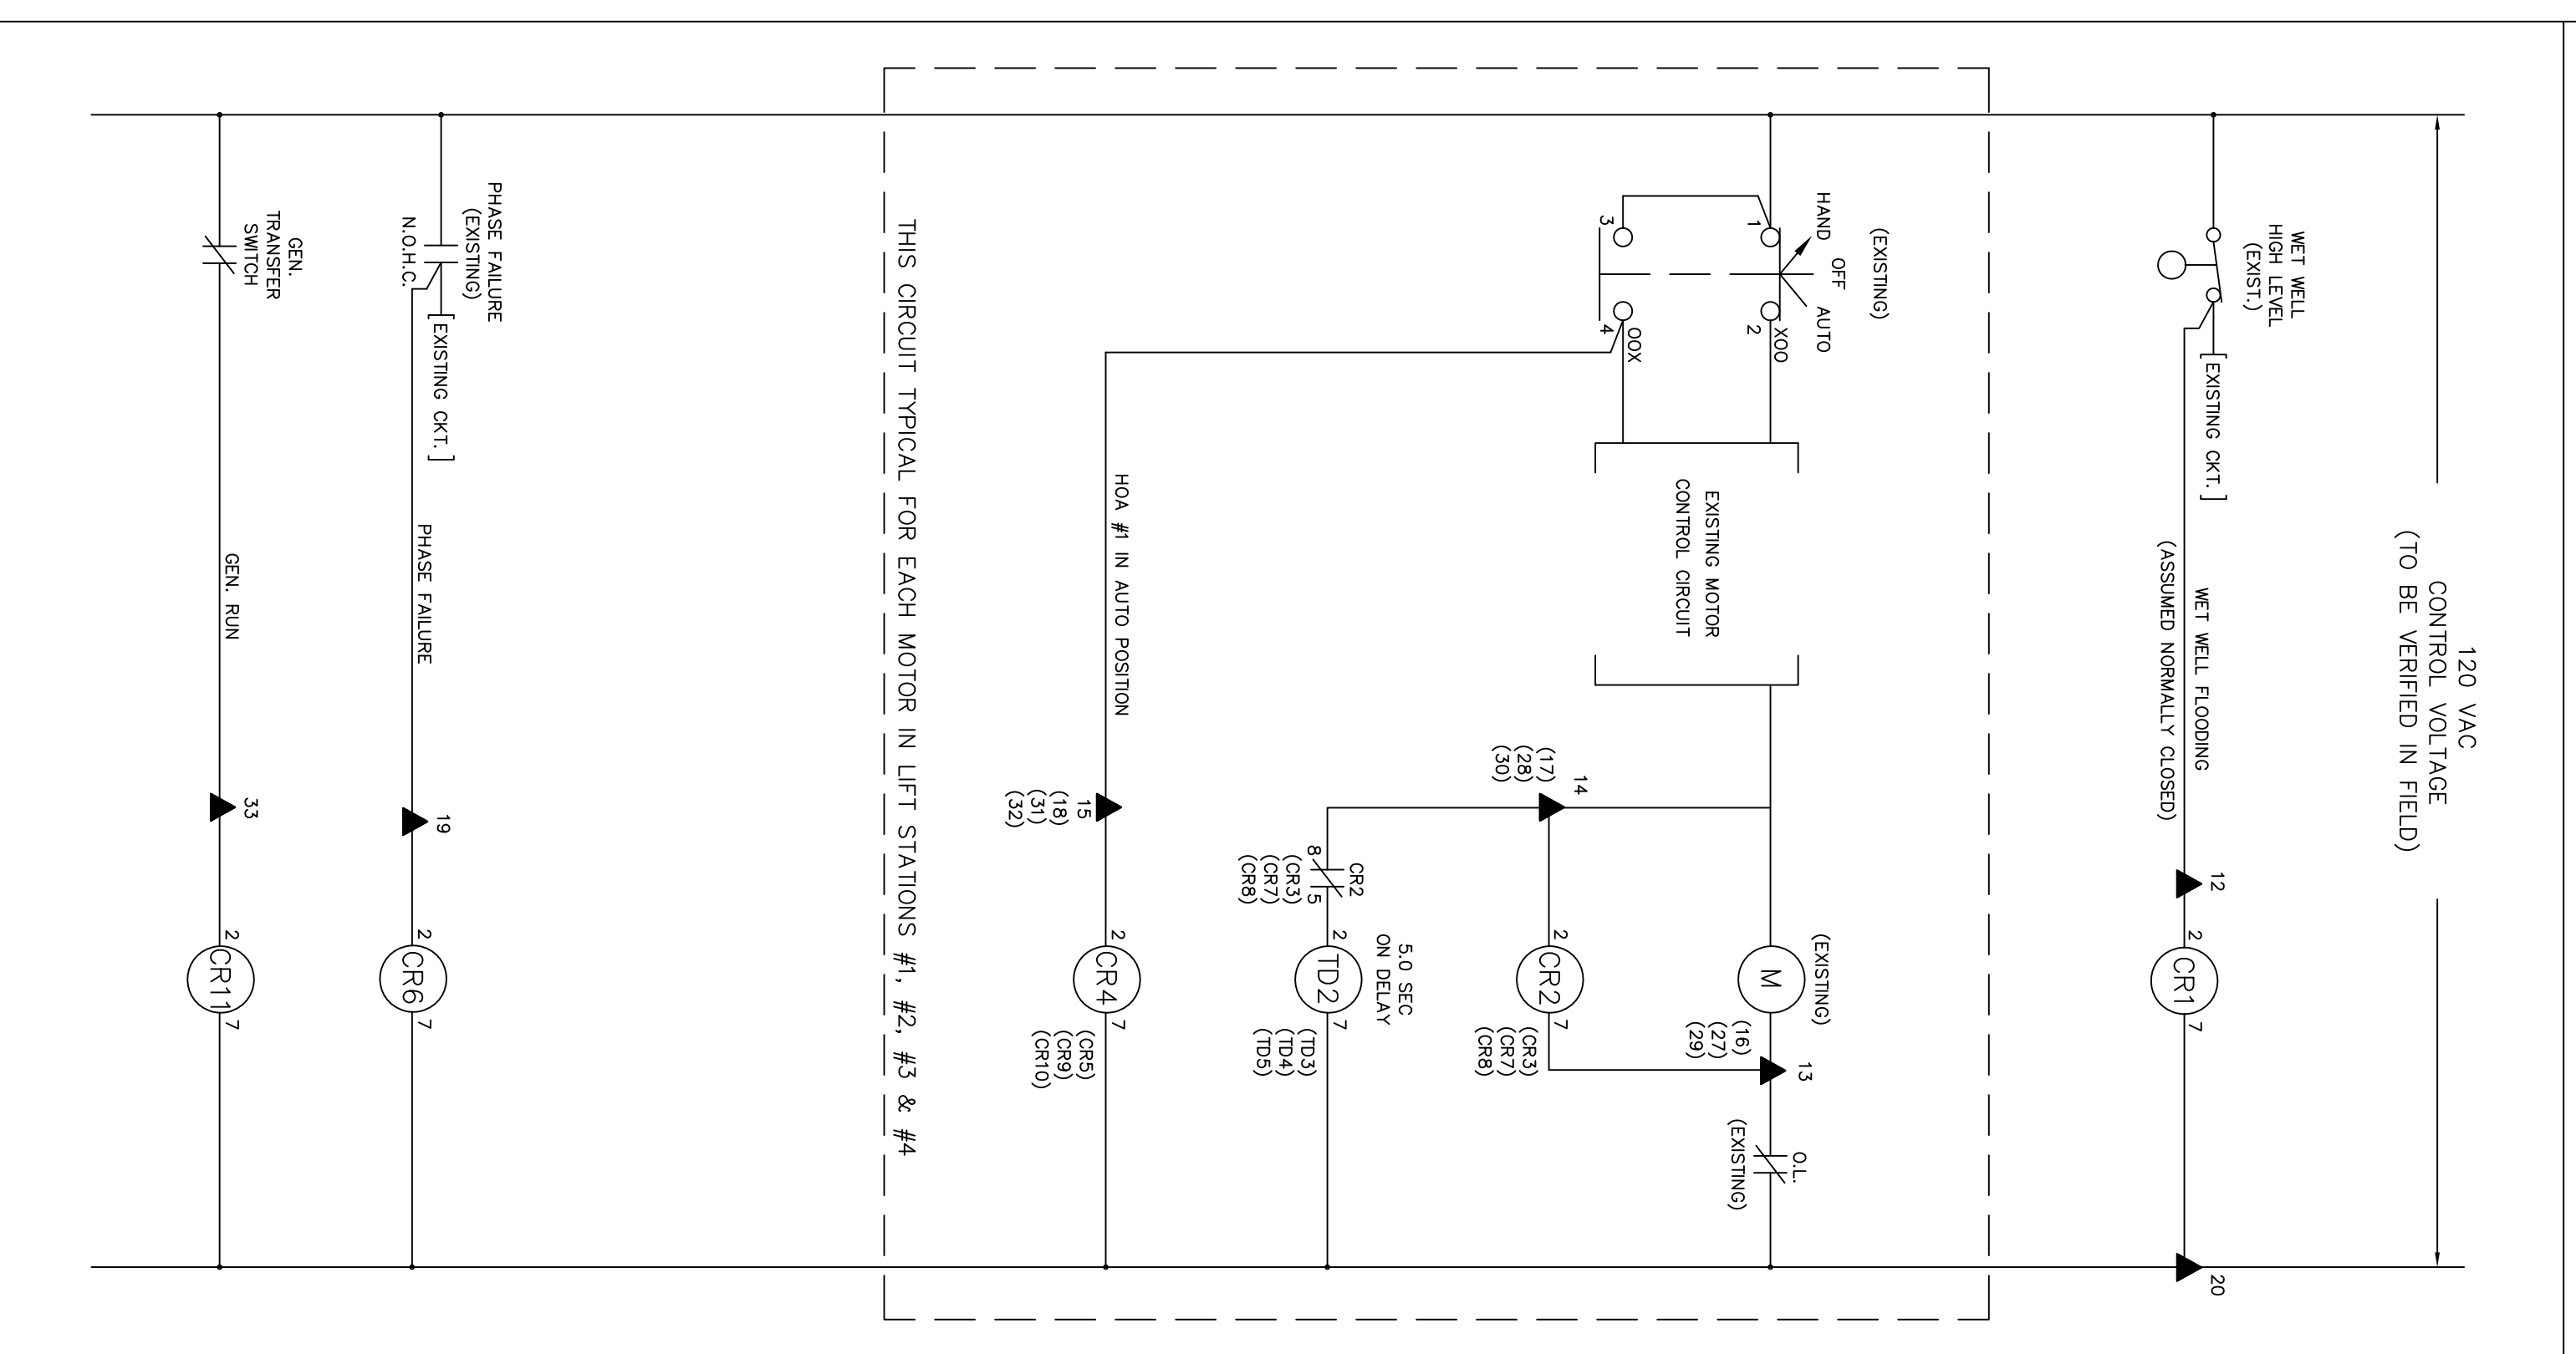 120 VAC
CONTROL VOLTAGE
(TO BE VERIFIED IN FIELD)
WET WELL
HIGH LEVEL
(EXIST.)
[EXISTING CKT.]
WET WELL FLOODING
(ASSUMED NORMALLY CLOSED)
12
2
CR1
7
20
(EXISTING)
HAND
OFF
AUTO
1
XOO
2
3
OOX
4
EXISTING MOTOR
CONTROL CIRCUIT
(EXISTING)
M
13
(16)
(27)
(29)
O.L.
(EXISTING)
14
(17)
(28)
(30)
2
CR2
7
(CR3)
(CR7)
(CR8)
CR2
8
5
(CR3)
(CR7)
(CR8)
5.0 SEC
ON DELAY
2
TD2
7
(TD3)
(TD4)
(TD5)
HOA #1 IN AUTO POSITION
15
(18)
(31)
(32)
2
CR4
7
(CR5)
(CR9)
(CR10)
THIS CIRCUIT TYPICAL FOR EACH MOTOR IN LIFT STATIONS #1, #2, #3 & #4
PHASE FAILURE
(EXISTING)
N.O.H.C.
[EXISTING CKT.]
PHASE FAILURE
19
2
CR6
7
GEN.
TRANSFER
SWITCH
GEN. RUN
33
2
CR11
7